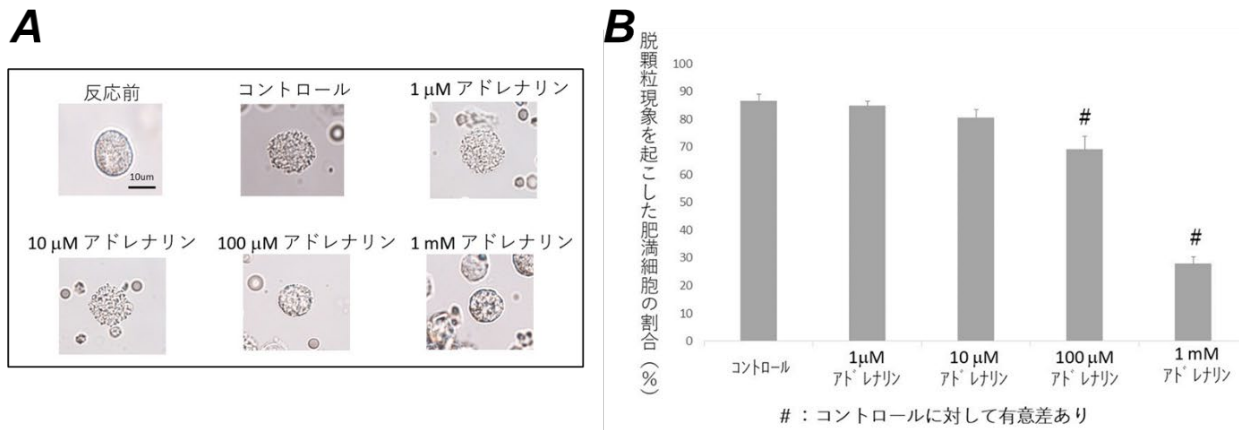 A
反応前
コントロール
1 μM アドレナリン
10um
10 μM アドレナリン
100 μM アドレナリン
1 mM アドレナリン
B
脱顆粒現象を起こした肥満細胞の割合(%)
100
90
80
70
60
50
40
30
20
10
0
#
#
コントロール
1μM
アドレナリン
10 μM
アドレナリン
100 μM
アドレナリン
1 mM
アドレナリン
#:コントロールに対して有意差あり